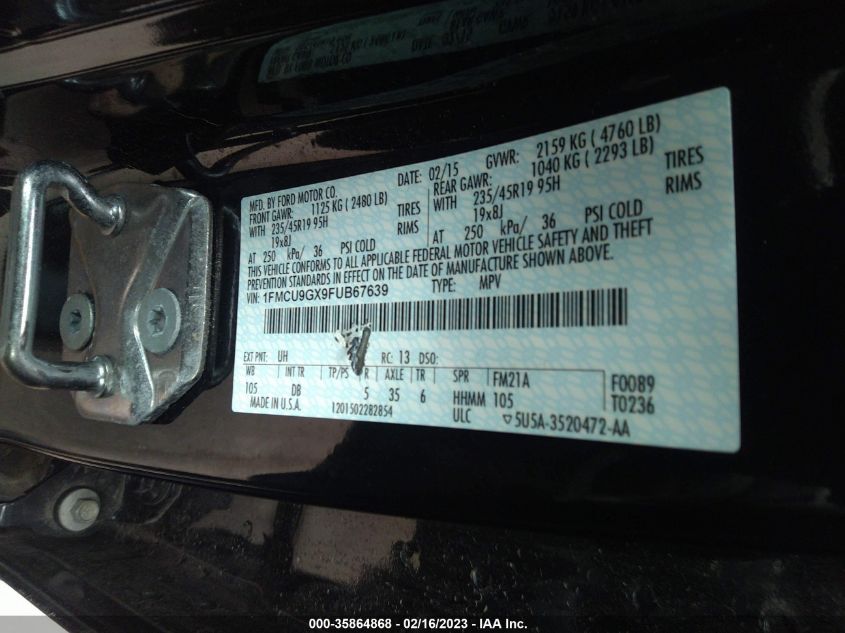 MFD. BY FORD MOTOR CO.
DATE: 02/15 GVWR: 2159 KG ( 4760 LB)
FRONT GAWR: 1125 KG ( 2480 LB) REAR GAWR: 1040 KG ( 2293 LB)
WITH 235/45R19 95H TIRES WITH 235/45R19 95H TIRES
19x8J RIMS 19x8J RIMS
AT 250 kPa/ 36 PSI COLD AT 250 kPa/ 36 PSI COLD
THIS VEHICLE CONFORMS TO ALL APPLICABLE FEDERAL MOTOR VEHICLE SAFETY AND THEFT
PREVENTION STANDARDS IN EFFECT ON THE DATE OF MANUFACTURE SHOWN ABOVE.
VIN: 1FMCU9GX9FUB67639 TYPE: MPV
EXT PNT: UH RC: 13 DSO:
WB INT TR TP/PS R AXLE TR SPR FM21A F0089
105 DB 5 35 6 HHMM 105 T0236
MADE IN U.S.A. 1201502282854 ULC ▽5U5A-3520472-AA
000-35864868 - 02/16/2023 - IAA Inc.